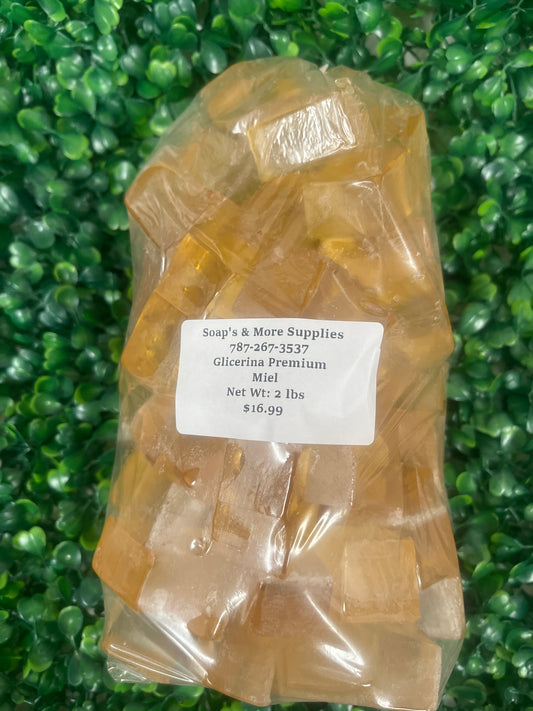 Soap's & More Supplies
787-267-3537
Glicerina Premium
Miel
Net Wt: 2 lbs
$16.99